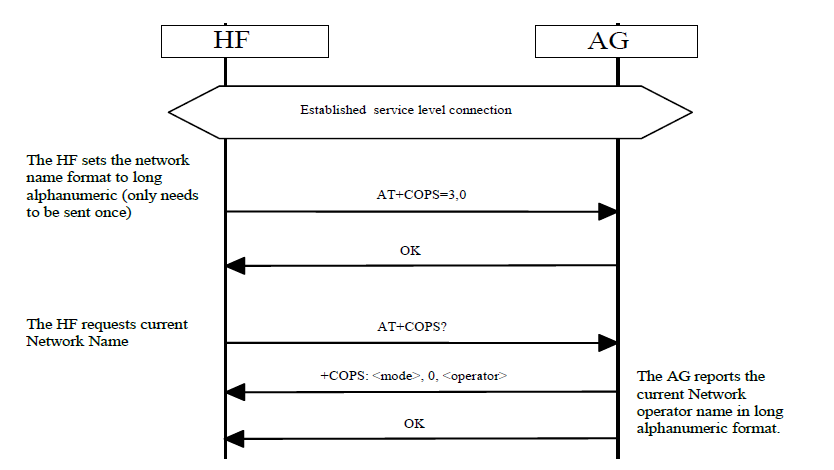 HF
AG
Established service level connection
The HF sets the network
name format to long
alphanumeric (only needs
to be sent once)
AT+COPS=3,0
OK
The HF requests current
Network Name
AT+COPS?
+COPS: <mode>, 0, <operator>
The AG reports the
current Network
operator name in long
alphanumeric format.
OK